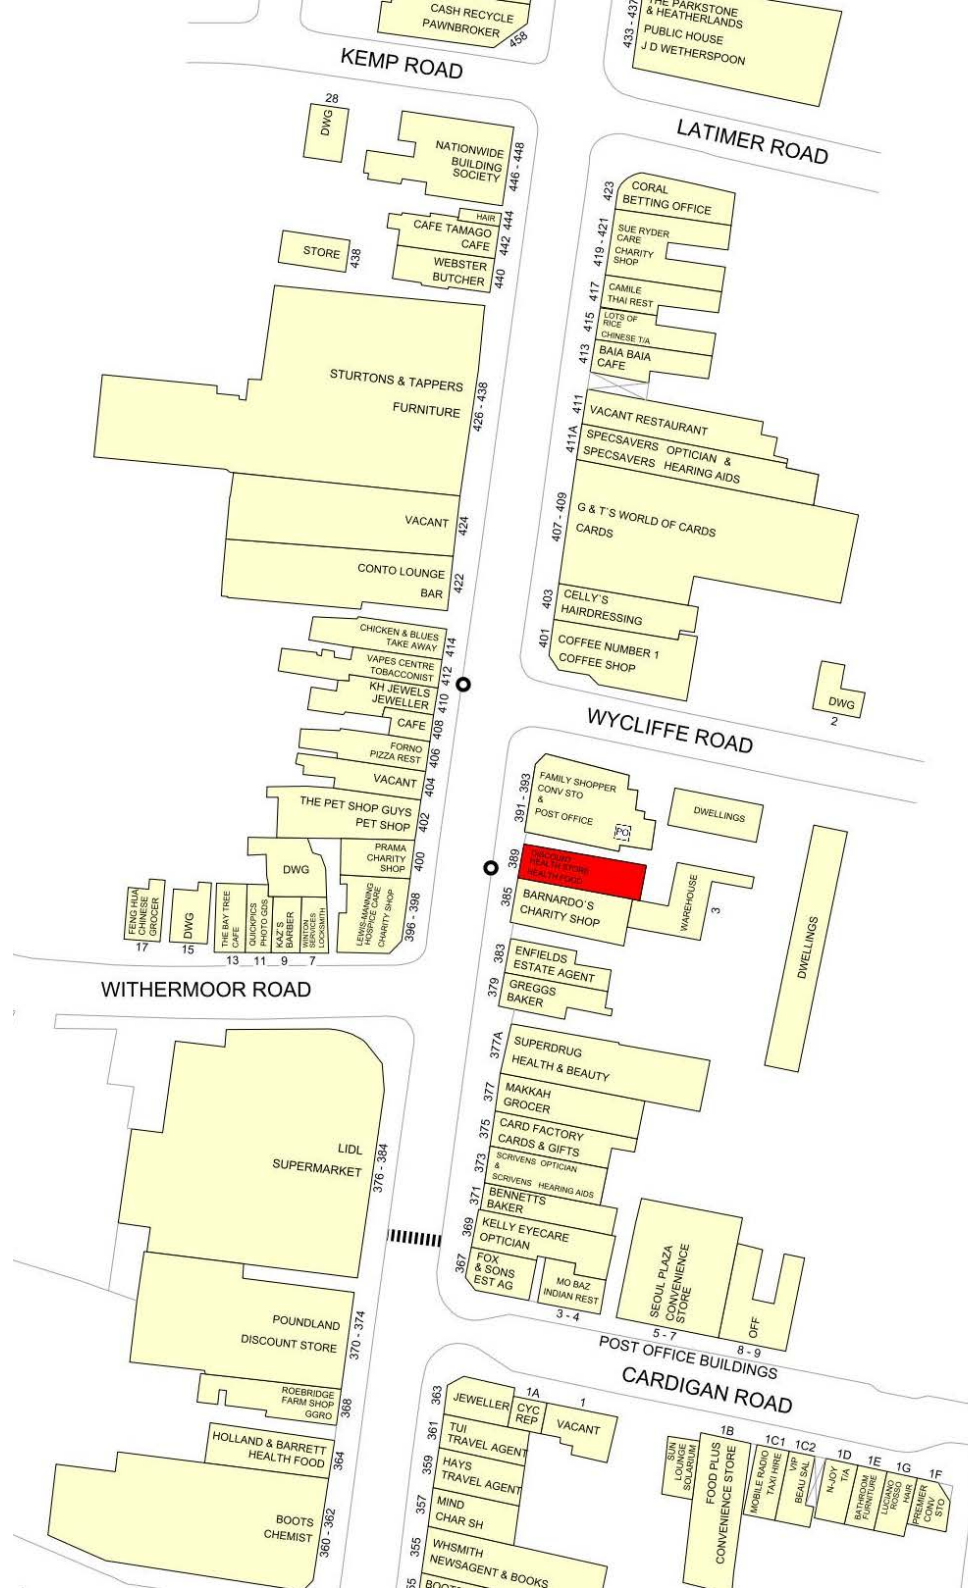 CASH RECYCLE
PAWNBROKER
458
433 - 437
THE PARKSTONE
& HEATHERLANDS
PUBLIC HOUSE
J D WETHERSPOON
KEMP ROAD
LATIMER ROAD
28
DWG
NATIONWIDE
BUILDING
SOCIETY
446 - 448
HAIR
444
CAFE TAMAGO
CAFE
442
WEBSTER
BUTCHER
440
STORE
438
STURTONS & TAPPERS
FURNITURE
426 - 438
VACANT
424
CONTO LOUNGE
BAR
422
CHICKEN & BLUES
TAKE AWAY
414
VAPES CENTRE
TOBACCONIST
412
KH JEWELS
JEWELLER
410
CAFE
408
FORNO
PIZZA REST
406
VACANT
404
THE PET SHOP GUYS
PET SHOP
402
PRAMA
CHARITY
SHOP
400
DWG
LEWIS-MANNING
HOSPICE CARE
CHARITY SHOP
396 - 398
FENG HUA
CHINESE
GROCER
17
DWG
15
THE BAY TREE
CAFE
13
QUICKPICS
PHOTO GDS
11
KAZ'S
BARBIER
9
WINTON
SERVICES
LOCKSMITH
7
423
CORAL
BETTING OFFICE
419 - 421
SUE RYDER
CARE
CHARITY
SHOP
417
CAMILE
THAI REST
415
LOTS OF
RICE
CHINESE T/A
413
BAIA BAIA
CAFE
411
VACANT RESTAURANT
411A
SPECSAVERS OPTICIAN &
SPECSAVERS HEARING AIDS
407 - 409
G & T'S WORLD OF CARDS
CARDS
403
CELLY'S
HAIRDRESSING
401
COFFEE NUMBER 1
COFFEE SHOP
DWG
2
WYCLIFFE ROAD
391 - 393
FAMILY SHOPPER
CONV STO
&
POST OFFICE
PO
DWELLINGS
389
DISCOUNT
HEALTH STORE
HEALTH FOOD
385
BARNARDO'S
CHARITY SHOP
WAREHOUSE
3
DWELLINGS
383
ENFIELDS
ESTATE AGENT
379
GREGGS
BAKER
WITHERMOOR ROAD
377A
SUPERDRUG
HEALTH & BEAUTY
377
MAKKAH
GROCER
375
CARD FACTORY
CARDS & GIFTS
373
SCRIVENS OPTICIAN
&
SCRIVENS HEARING AIDS
371
BENNETTS
BAKER
369
KELLY EYECARE
OPTICIAN
367
FOX
& SONS
EST AG
MO BAZ
INDIAN REST
3 - 4
SEOUL PLAZA
CONVENIENCE
STORE
5 - 7
OFF
8 - 9
POST OFFICE BUILDINGS
CARDIGAN ROAD
LIDL
SUPERMARKET
376 - 384
POUNDLAND
DISCOUNT STORE
370 - 374
ROEBRIDGE
FARM SHOP
GGRO
368
HOLLAND & BARRETT
HEALTH FOOD
364
BOOTS
CHEMIST
360 - 362
363
JEWELLER
1A
CYC
REP
1
VACANT
361
TUI
TRAVEL AGENT
359
HAYS
TRAVEL AGENT
357
MIND
CHAR SH
355
WHSMITH
NEWSAGENT & BOOKS
SUN
LOUNGE
SOLARIUM
1B
FOOD PLUS
CONVENIENCE STORE
1C1
MOBILE RADIO
TAXI HIRE
1C2
VIP
BEAU SAL
1D
N-JOY
T/A
1E
BATHROOM
FURNITURE
1G
LUCIANO
ROSSO
HAIR
1F
PREMIER
CONV
STO